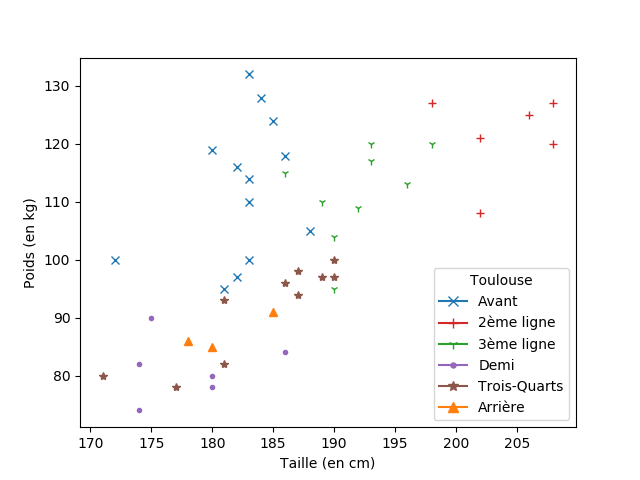 130
120
110
100
90
80
Poids (en kg)
170 175 180 185 190 195 200 205
Taille (en cm)
Toulouse
Avant
2ème ligne
3ème ligne
Demi
Trois-Quarts
Arrière